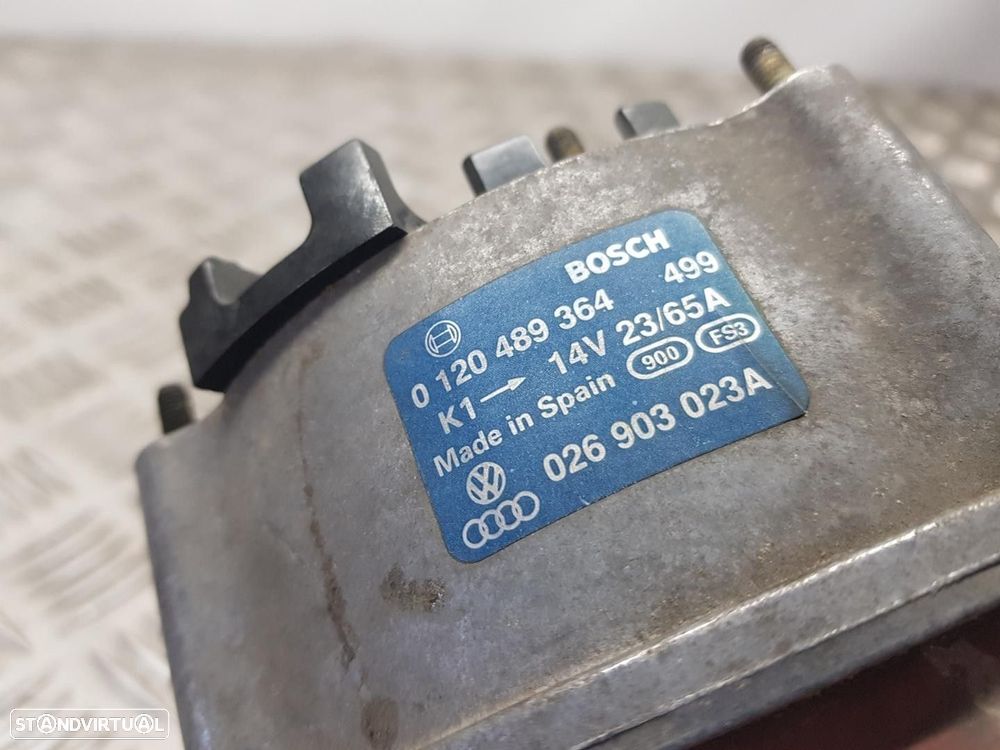 BOSCH
0 120 489 364 499
K1→ 14V 23/65A
Made in Spain 900 FS3
026 903 023A
STANDVIRTUAL